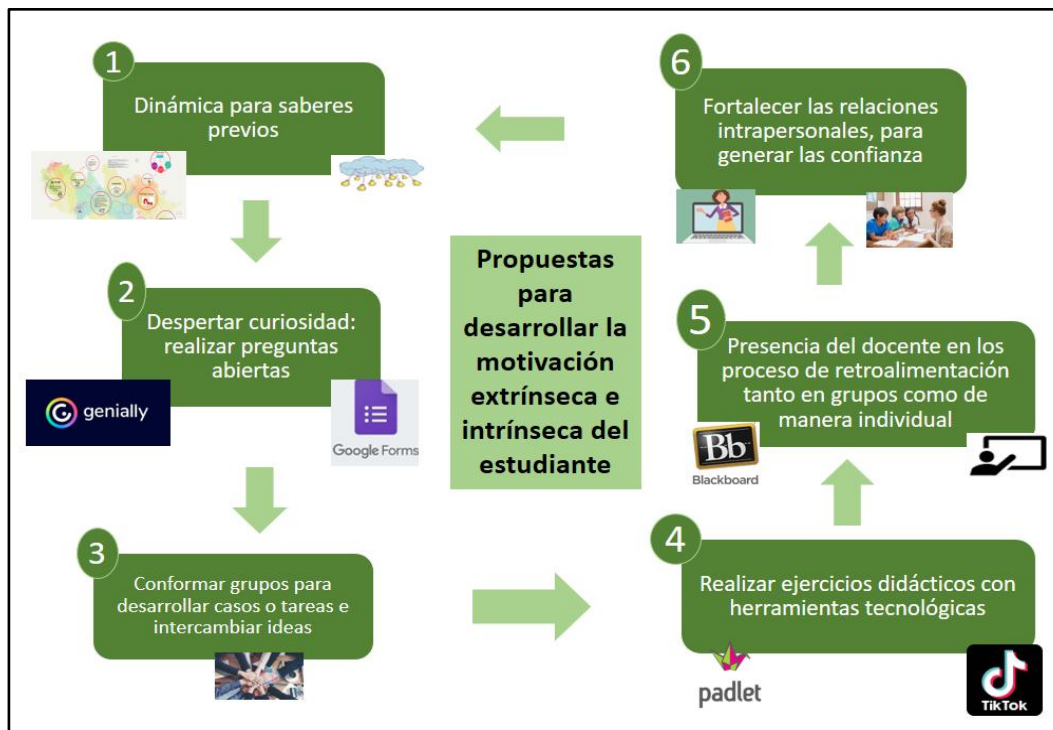 1
Dinámica para saberes
previos
2
Despertar curiosidad:
realizar preguntas
abiertas
genially
Google Forms
3
Conformar grupos para
desarrollar casos o tareas e
intercambiar ideas
Propuestas
para
desarrollar la
motivación
extrínseca e
intrínseca del
estudiante
4
Realizar ejercicios didácticos con
herramientas tecnológicas
padlet
TikTok
5
Presencia del docente en los
proceso de retroalimentación
tanto en grupos como de
manera individual
Bb
Blackboard
6
Fortalecer las relaciones
intrapersonales, para
generar las confianza